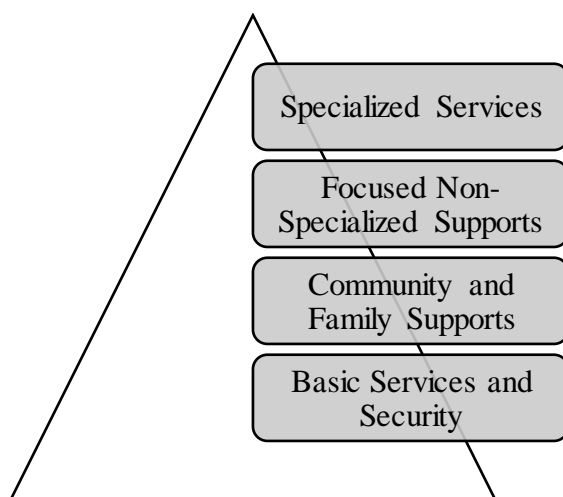 Specialized Services
Focused Non-
Specialized Supports
Community and
Family Supports
Basic Services and
Security